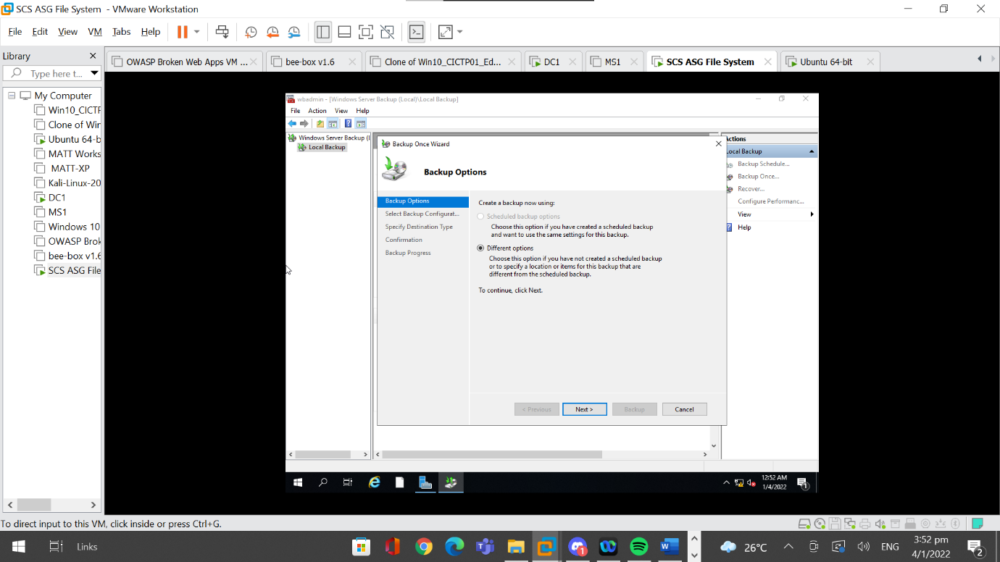 SCS ASG File System - VMware Workstation
File Edit View VM Tabs Help
Library
Type here t...
My Computer
Win10_CICTF
Clone of Wir
Ubuntu 64-b
MATT Works
MATT-XP
Kali-Linux-20
DC1
MS1
Windows 10
OWASP Brok
bee-box v1.6
SCS ASG File
OWASP Broken Web Apps VM ...
bee-box v1.6
Clone of Win10_CICTP01_Ed...
DC1
MS1
SCS ASG File System
Ubuntu 64-bit
wbadmin - [Windows Server Backup (Local)\Local Backup]
File Action View Help
Windows Server Backup (l
Local Backup
Backup Once Wizard
Backup Options
Backup Options
Select Backup Configurat...
Specify Destination Type
Confirmation
Backup Progress
Create a backup now using:
Scheduled backup options
Choose this option if you have created a scheduled backup
and want to use the same settings for this backup.
Different options
Choose this option if you have not created a scheduled backup
or to specify a location or items for this backup that are
different from the scheduled backup.
To continue, click Next.
< Previous Next > Backup Cancel
Actions
Local Backup
Backup Schedule...
Backup Once...
Recover...
Configure Performanc...
View
Help
12:52 AM
1/4/2022
1
To direct input to this VM, click inside or press Ctrl+G.
Links
1
26°C
ENG
3:52 pm
4/1/2022
2